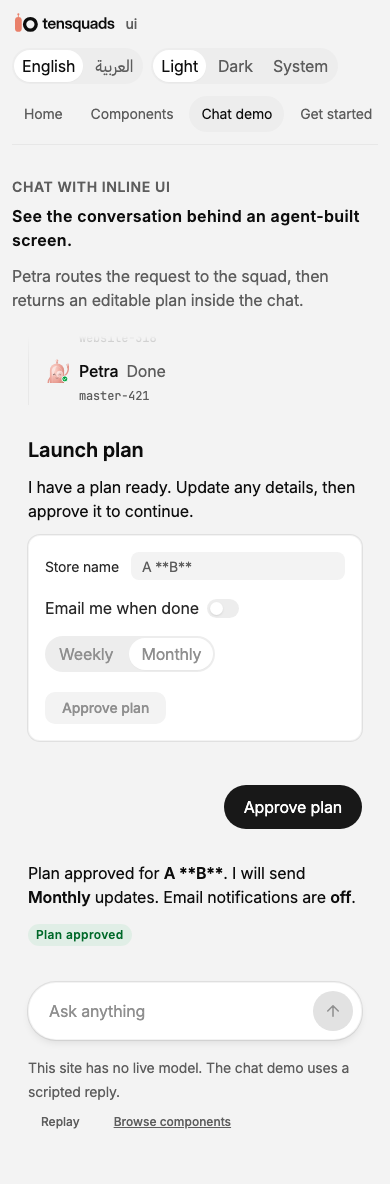 tensquads ui
English العربية Light Dark System
Home Components Chat demo Get started
CHAT WITH INLINE UI
See the conversation behind an agent-built
screen.
Petra routes the request to the squad, then
returns an editable plan inside the chat.
Petra Done
master-421
Launch plan
I have a plan ready. Update any details, then
approve it to continue.
Store name A **B**
Email me when done
Weekly Monthly
Approve plan
Approve plan
Plan approved for A **B**. I will send
Monthly updates. Email notifications are off.
Plan approved
Ask anything
This site has no live model. The chat demo uses a
scripted reply.
Replay Browse components